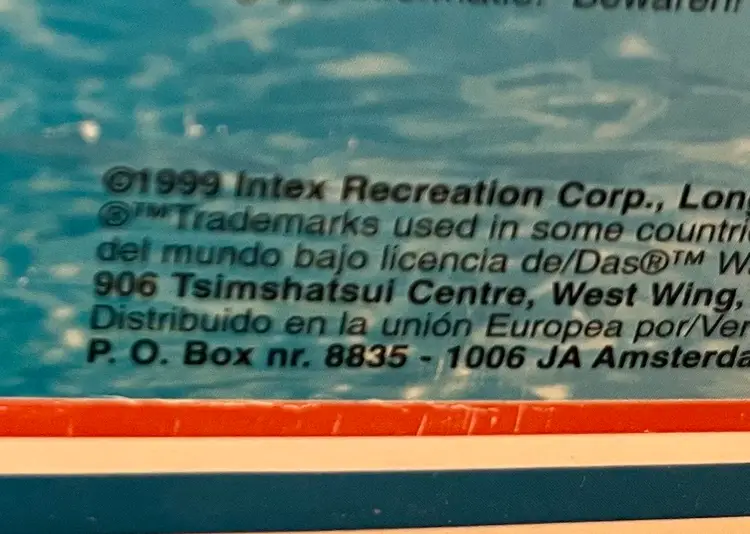 ©1999 Intex Recreation Corp., Lon
®™Trademarks used in some countri
del mundo bajo licencia de/Das®™ W
906 Tsimshatsui Centre, West Wing,
Distribuido en la unión Europea por/Ver
P. O. Box nr. 8835 - 1006 JA Amsterda